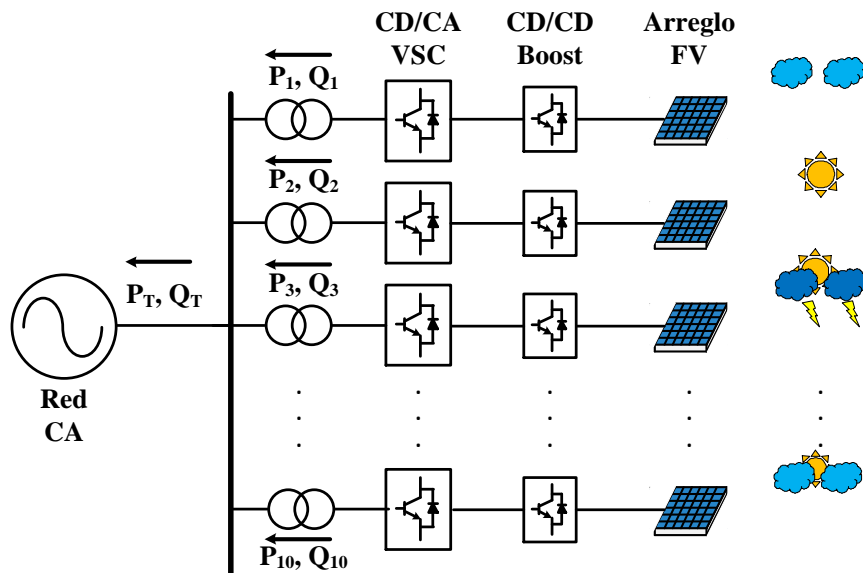 CD/CA
VSC
CD/CD
Boost
Arreglo
FV
P1, Q1
P2, Q2
P3, Q3
PT, QT
Red
CA
P10, Q10